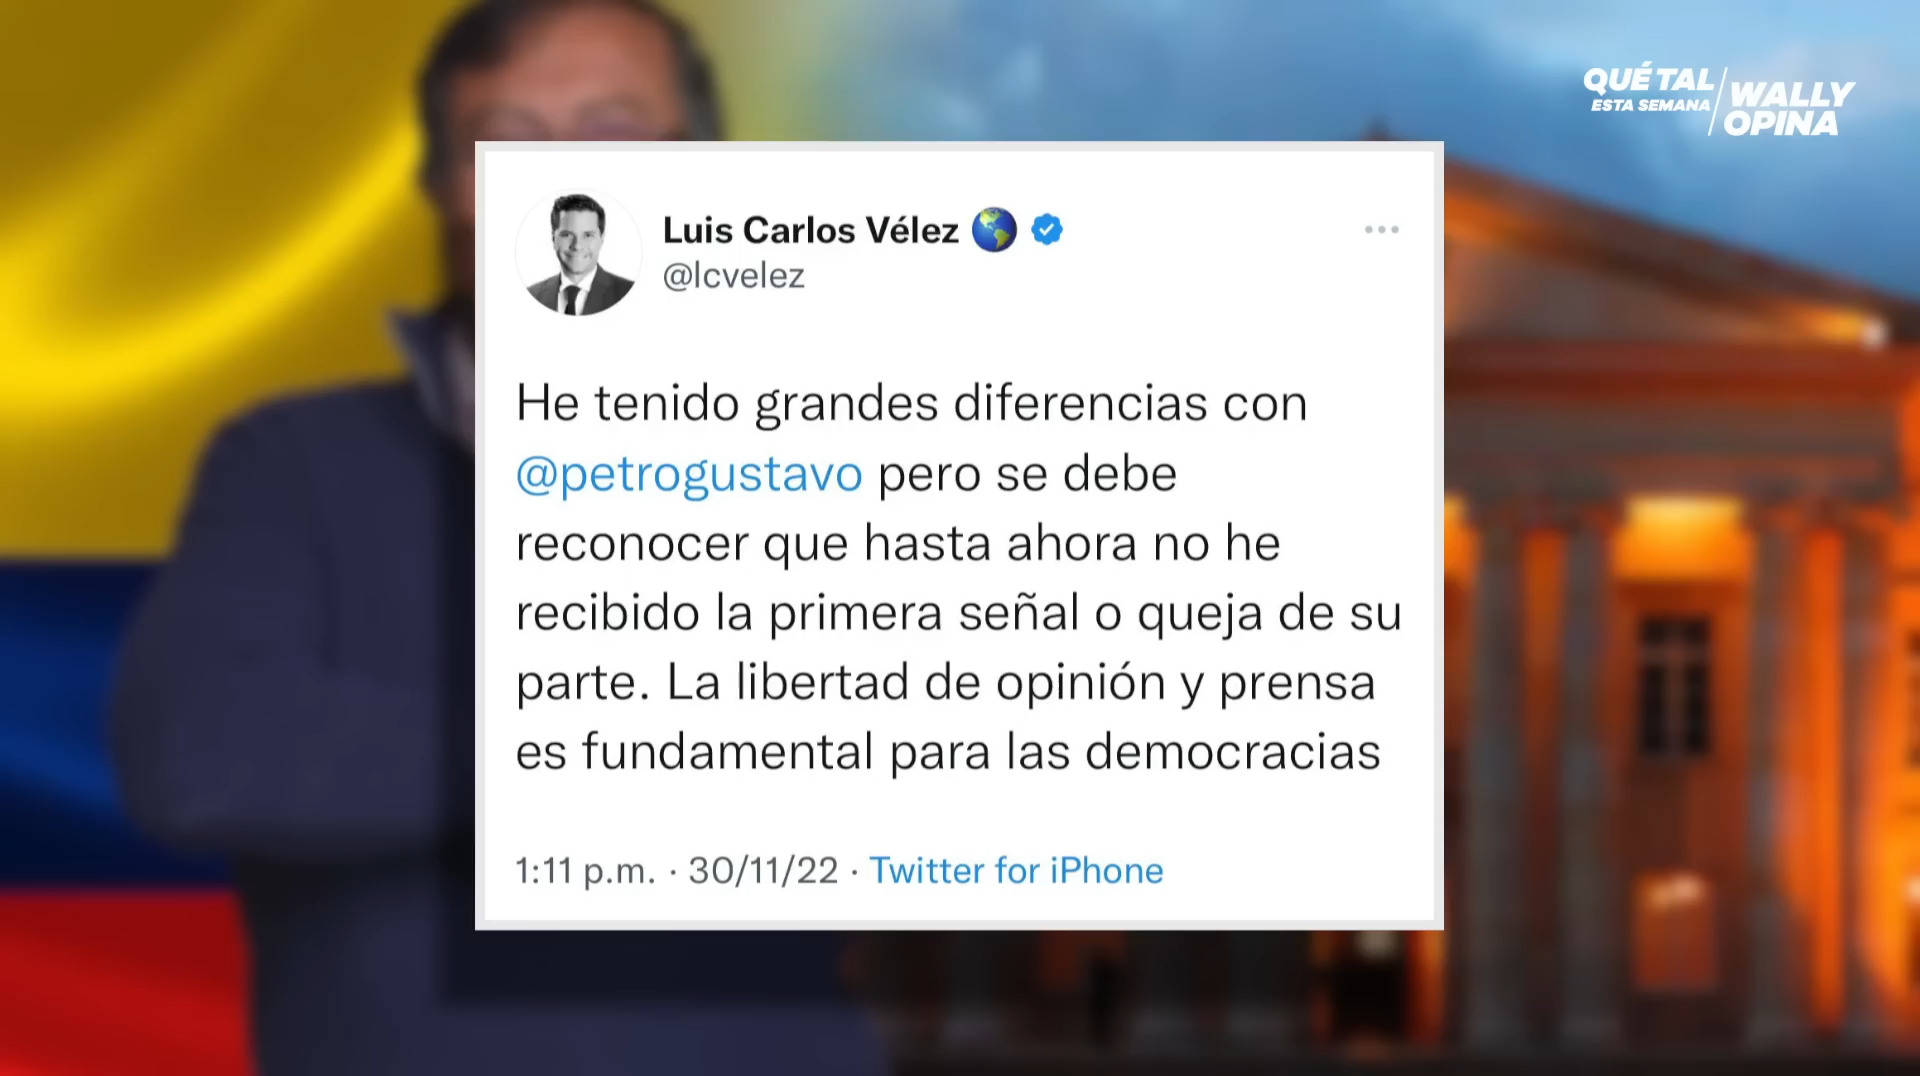 QUÉ TAL
ESTA SEMANA
WALLY
OPINA
Luis Carlos Vélez
@lcvelez
He tenido grandes diferencias con
@petrogustavo pero se debe
reconocer que hasta ahora no he
recibido la primera señal o queja de su
parte. La libertad de opinión y prensa
es fundamental para las democracias
1:11 p.m. · 30/11/22 · Twitter for iPhone